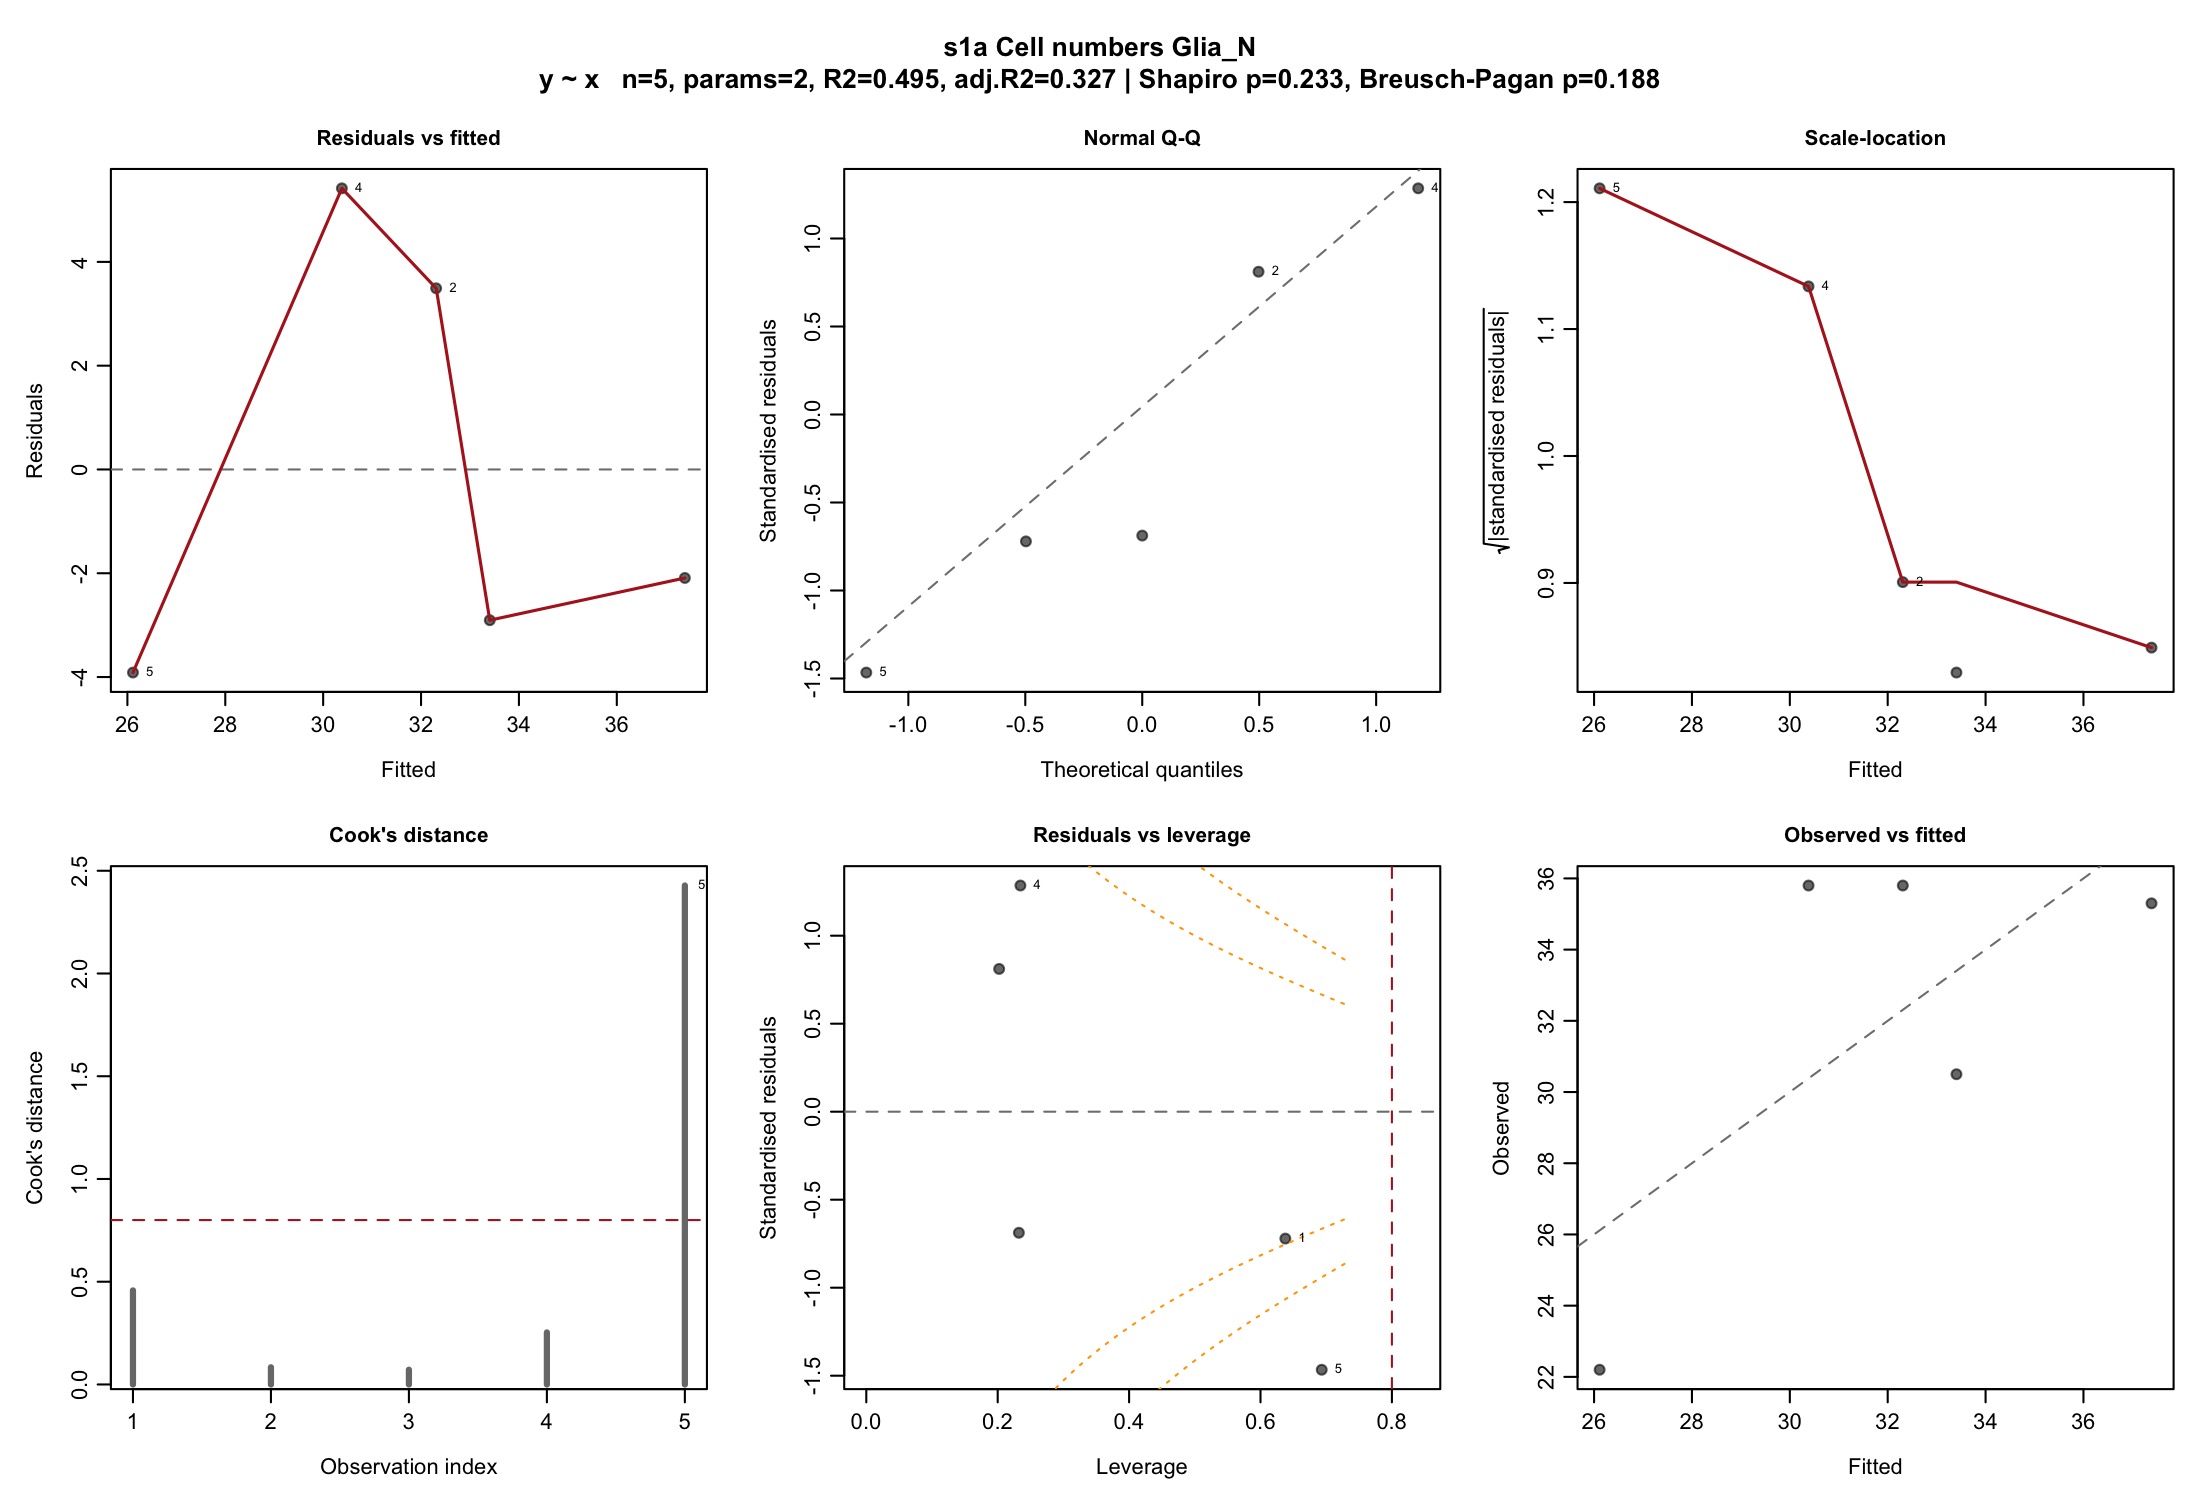 s1a Cell numbers Glia_N
y ~ x   n=5, params=2, R2=0.495, adj.R2=0.327 | Shapiro p=0.233, Breusch-Pagan p=0.188
Residuals vs fitted
Residuals
4
2
0
-2
-4
4
2
5
26 28 30 32 34 36
Fitted
Normal Q-Q
Standardised residuals
1.0
0.5
0.0
-0.5
-1.0
-1.5
4
2
5
-1.0 -0.5 0.0 0.5 1.0
Theoretical quantiles
Scale-location
√|standardised residuals|
1.2
1.1
1.0
0.9
5
4
2
26 28 30 32 34 36
Fitted
Cook's distance
Cook's distance
2.5
2.0
1.5
1.0
0.5
0.0
5
1 2 3 4 5
Observation index
Residuals vs leverage
Standardised residuals
1.0
0.5
0.0
-0.5
-1.0
-1.5
4
1
5
0.0 0.2 0.4 0.6 0.8
Leverage
Observed vs fitted
Observed
36
34
32
30
28
26
24
22
26 28 30 32 34 36
Fitted